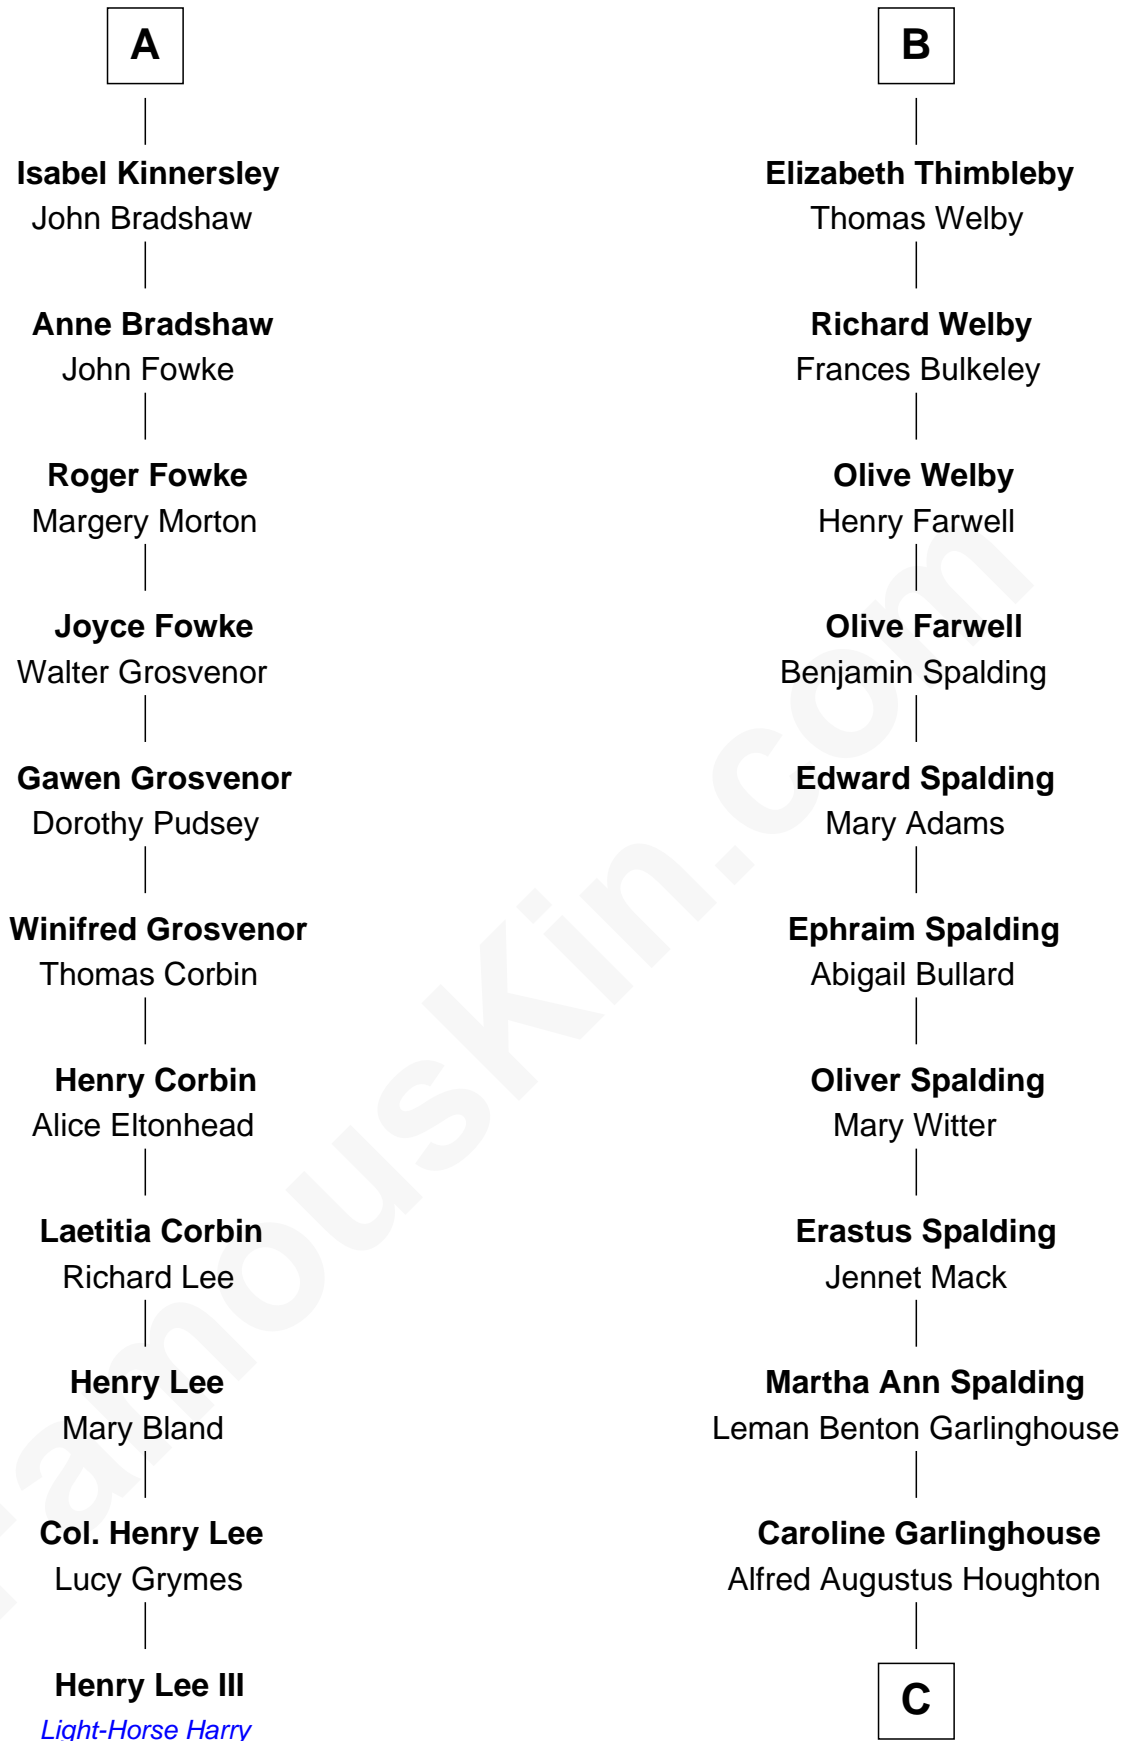 A
Isabel Kinnersley
John Bradshaw
Anne Bradshaw
John Fowke
Roger Fowke
Margery Morton
Joyce Fowke
Walter Grosvenor
Gawen Grosvenor
Dorothy Pudsey
Winifred Grosvenor
Thomas Corbin
Henry Corbin
Alice Eltonhead
Laetitia Corbin
Richard Lee
Henry Lee
Mary Bland
Col. Henry Lee
Lucy Grymes
Henry Lee III
Light-Horse Harry
B
Elizabeth Thimbleby
Thomas Welby
Richard Welby
Frances Bulkeley
Olive Welby
Henry Farwell
Olive Farwell
Benjamin Spalding
Edward Spalding
Mary Adams
Ephraim Spalding
Abigail Bullard
Oliver Spalding
Mary Witter
Erastus Spalding
Jennet Mack
Martha Ann Spalding
Leman Benton Garlinghouse
Caroline Garlinghouse
Alfred Augustus Houghton
C
FamousKin.com